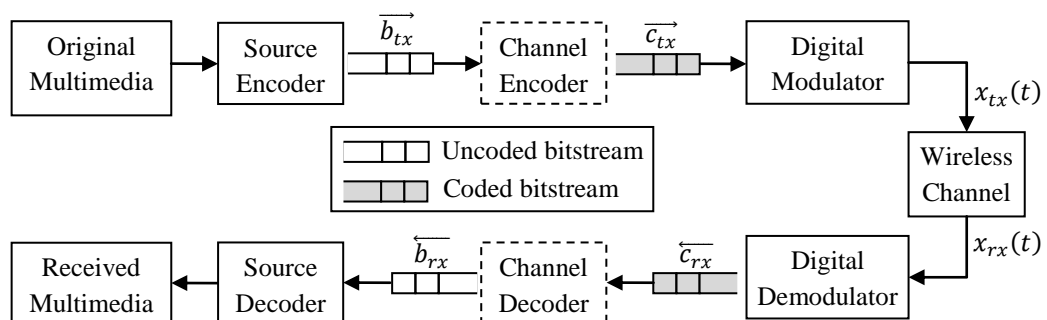 Original
Multimedia
Source
Encoder
b_tx
Channel
Encoder
c_tx
Digital
Modulator
x_tx(t)
Wireless
Channel
x_rx(t)
Uncoded bitstream
Coded bitstream
Received
Multimedia
Source
Decoder
b_rx
Channel
Decoder
c_rx
Digital
Demodulator